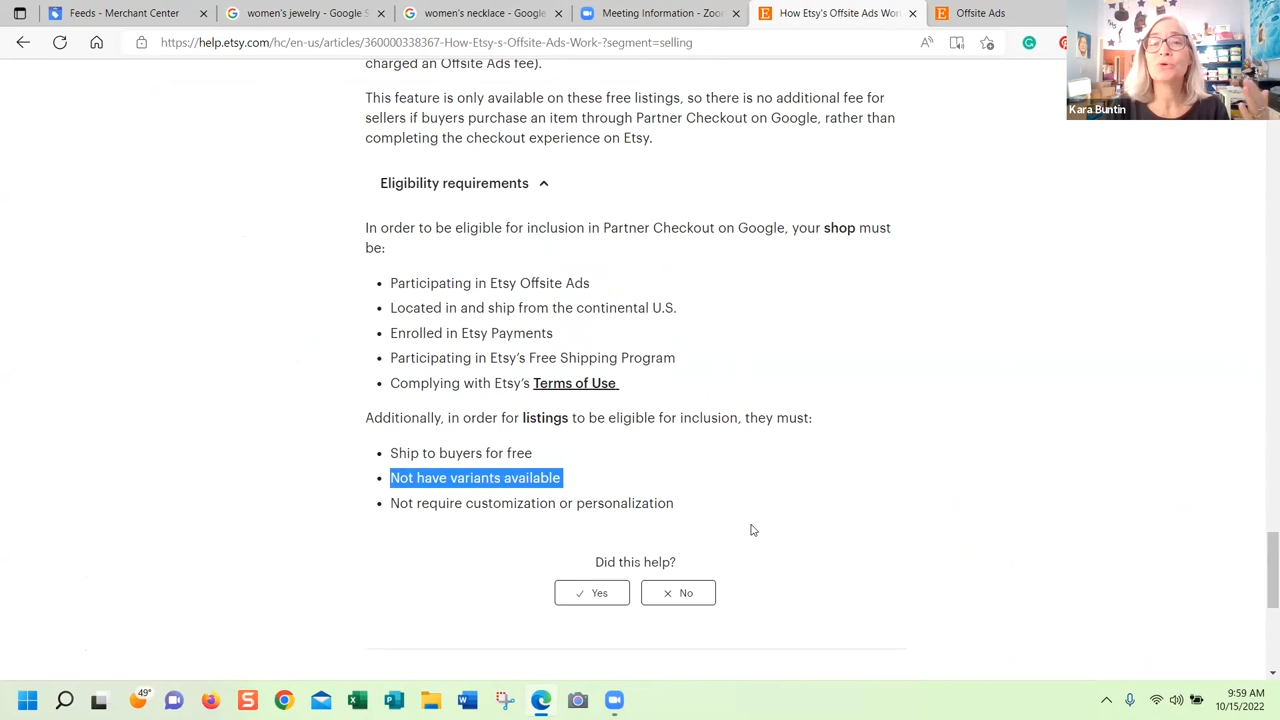 Feeds - Merchant Center
women's jewelry - Google S
women's necklace - Google
Meeting Information - Zoo
How Etsy's Offsite Ads Wor
Offsite Ads
https://help.etsy.com/hc/en-us/articles/360000338367-How-Etsy-s-Offsite-Ads-Work-?segment=selling
Kara Buntin
charged an Offsite Ads fee).
This feature is only available on these free listings, so there is no additional fee for
sellers if buyers purchase an item through Partner Checkout on Google, rather than
completing the checkout experience on Etsy.
Eligibility requirements
In order to be eligible for inclusion in Partner Checkout on Google, your shop must
be:
• Participating in Etsy Offsite Ads
• Located in and ship from the continental U.S.
• Enrolled in Etsy Payments
• Participating in Etsy’s Free Shipping Program
• Complying with Etsy’s Terms of Use
Additionally, in order for listings to be eligible for inclusion, they must:
• Ship to buyers for free
• Not have variants available
• Not require customization or personalization
Did this help?
Yes
No
49°
9:59 AM
10/15/2022